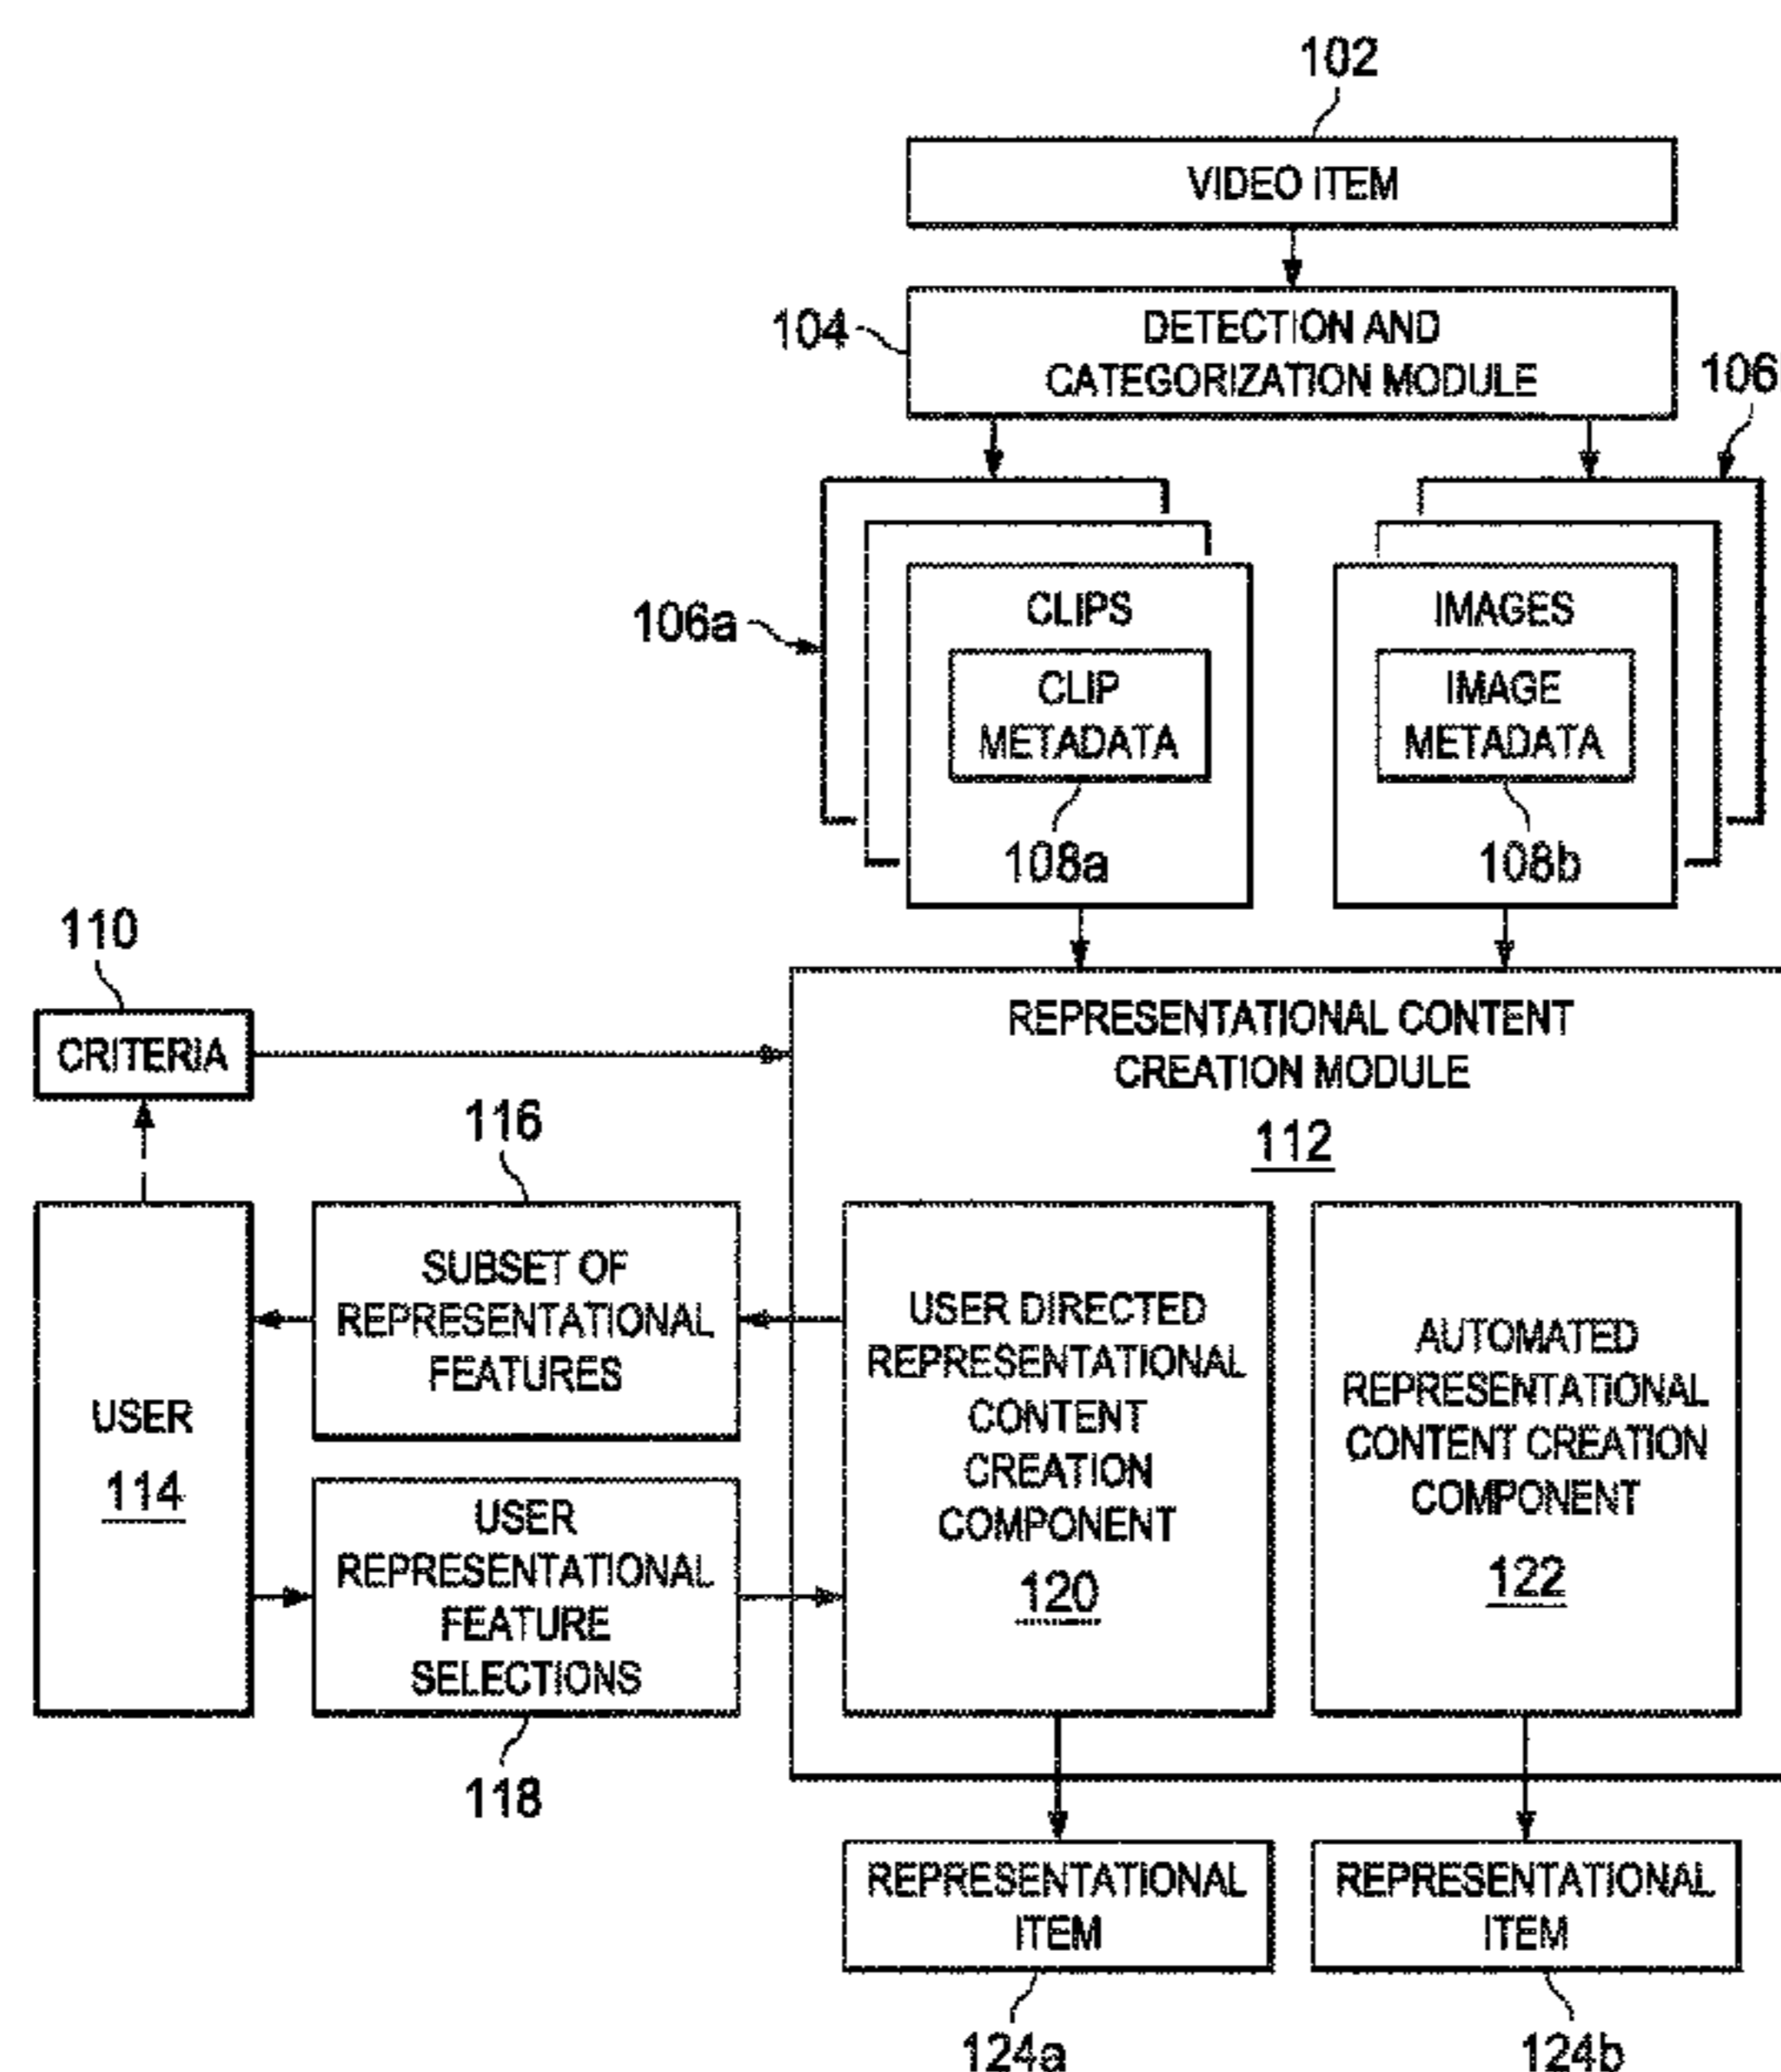 102
VIDEO ITEM
104
DETECTION AND
CATEGORIZATION MODULE
106
106a
CLIPS
CLIP
METADATA
108a
IMAGES
IMAGE
METADATA
108b
110
CRITERIA
REPRESENTATIONAL CONTENT
CREATION MODULE
112
116
USER
114
SUBSET OF
REPRESENTATIONAL
FEATURES
USER
REPRESENTATIONAL
FEATURE
SELECTIONS
118
USER DIRECTED
REPRESENTATIONAL
CONTENT
CREATION
COMPONENT
120
AUTOMATED
REPRESENTATIONAL
CONTENT CREATION
COMPONENT
122
REPRESENTATIONAL
ITEM
124a
REPRESENTATIONAL
ITEM
124b